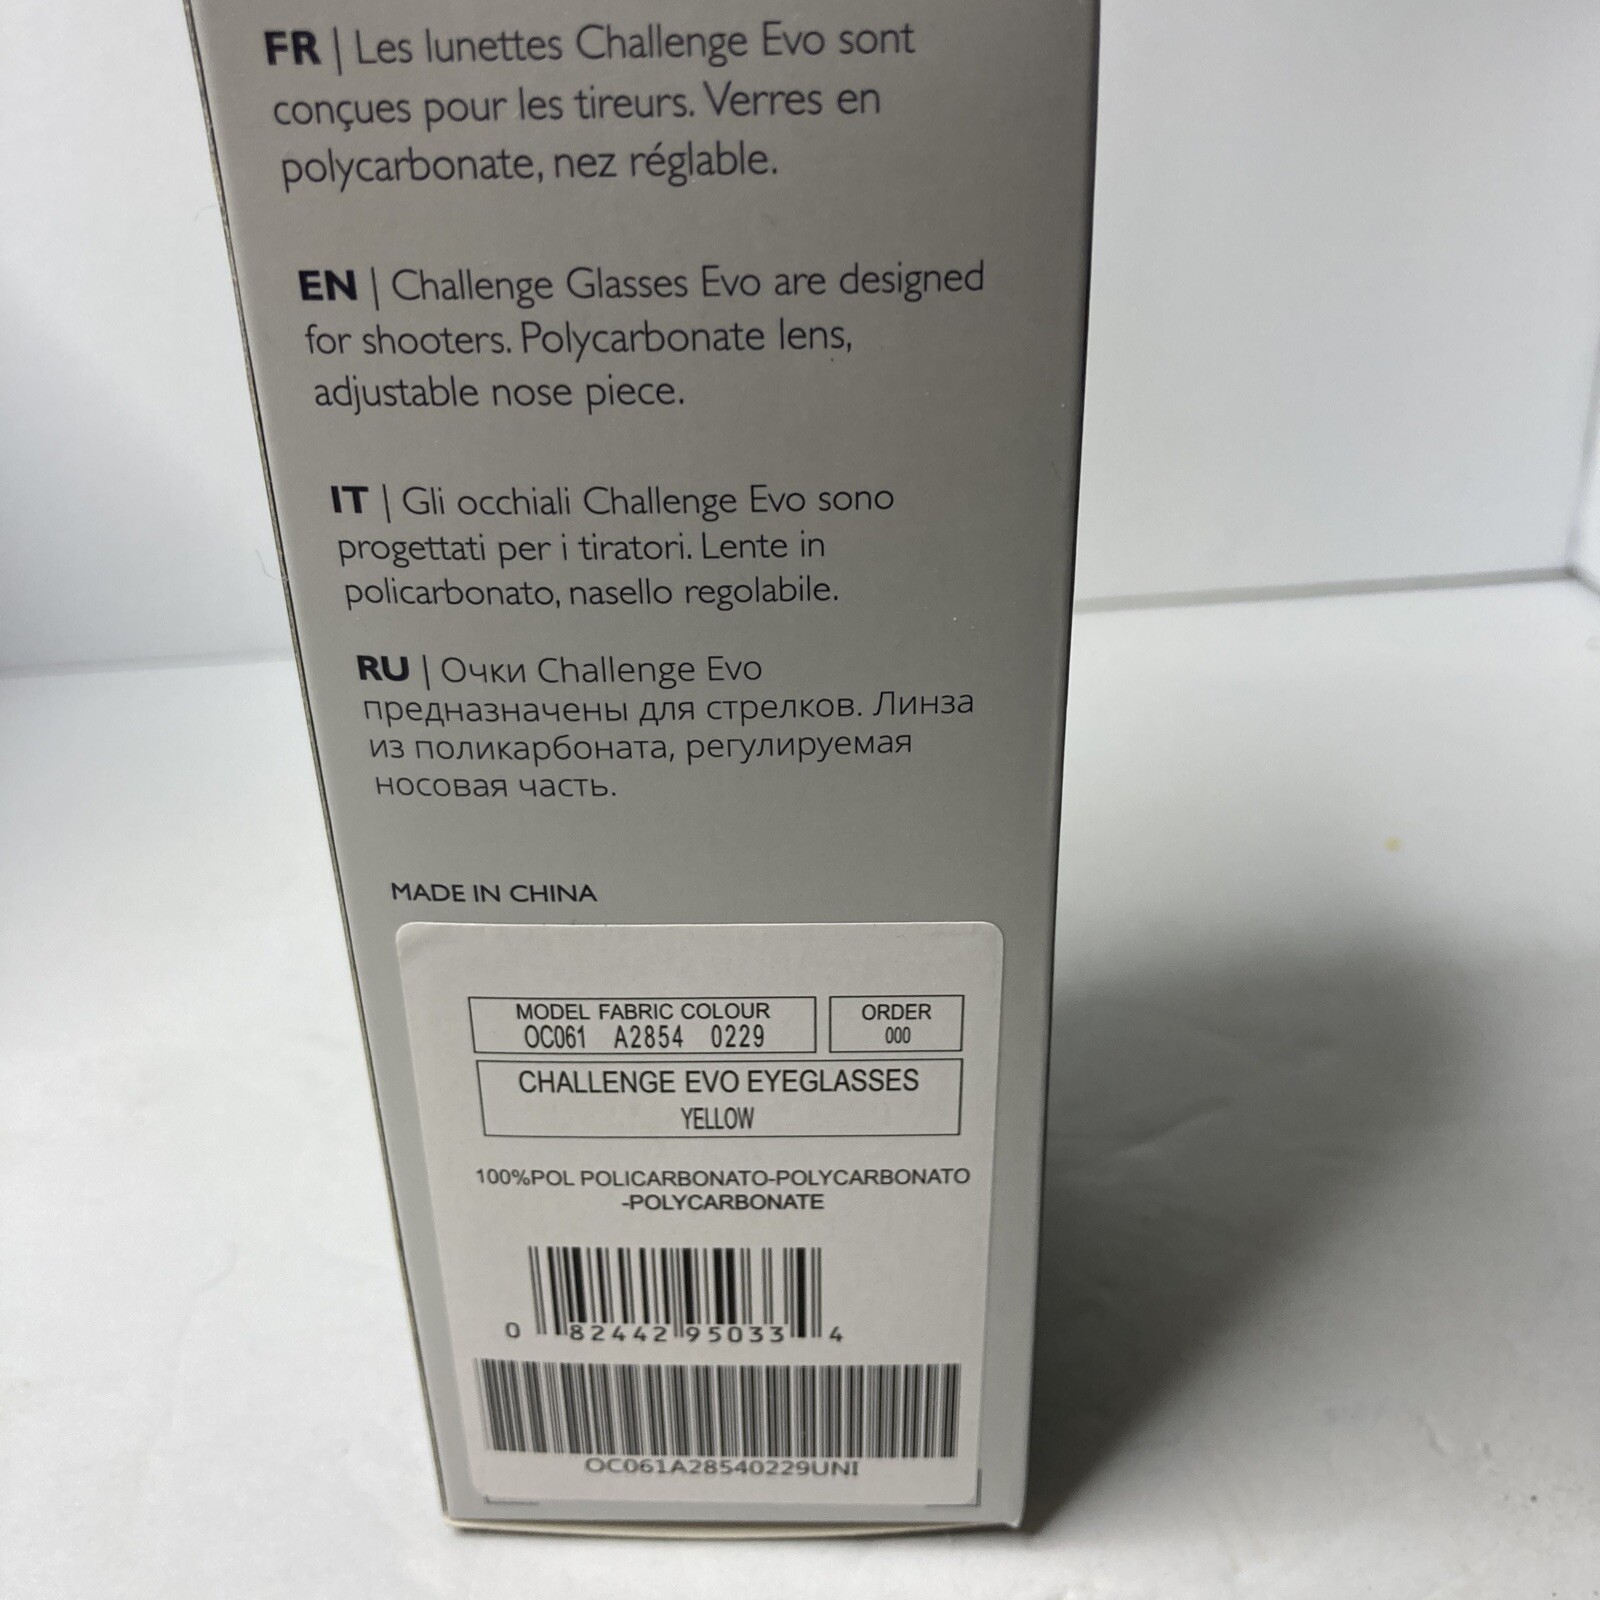 FR | Les lunettes Challenge Evo sont
conçues pour les tireurs. Verres en
polycarbonate, nez réglable.
EN | Challenge Glasses Evo are designed
for shooters. Polycarbonate lens,
adjustable nose piece.
IT | Gli occhiali Challenge Evo sono
progettati per i tiratori. Lente in
policarbonato, nasello regolabile.
RU | Очки Challenge Evo
предназначены для стрелков. Линза
из поликарбоната, регулируемая
носовая часть.
MADE IN CHINA
MODEL FABRIC COLOUR
OC061 A2854 0229
ORDER
000
CHALLENGE EVO EYEGLASSES
YELLOW
100%POL POLICARBONATO-POLYCARBONATO
-POLYCARBONATE
0 82442 95033 4
OC061A28540229UNI